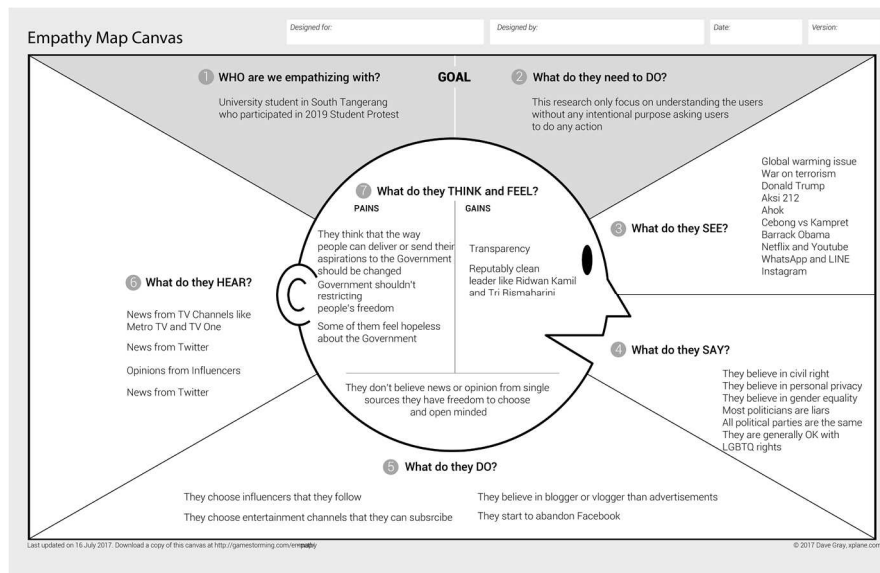 Empathy Map Canvas
Designed for:
Designed by:
Date:
Version:
1 WHO are we empathizing with?
University student in South Tangerang
who participated in 2019 Student Protest
GOAL
2 What do they need to DO?
This research only focus on understanding the users
without any intentional purpose asking users
to do any action
7 What do they THINK and FEEL?
PAINS
They think that the way
people can deliver or send their
aspirations to the Government
should be changed
Government shouldn't
restricting
people's freedom
Some of them feel hopeless
about the Government
GAINS
Transparency
Reputably clean
leader like Ridwan Kamil
and Tri Rismaharini
They don't believe news or opinion from single
sources they have freedom to choose
and open minded
3 What do they SEE?
Global warming issue
War on terrorism
Donald Trump
Aksi 212
Ahok
Cebong vs Kampret
Barrack Obama
Netflix and Youtube
WhatsApp and LINE
Instagram
4 What do they SAY?
They believe in civil right
They believe in personal privacy
They believe in gender equality
Most politicians are liars
All political parties are the same
They are generally OK with
LGBTQ rights
5 What do they DO?
They choose influencers that they follow
They choose entertainment channels that they can subsrcibe
They believe in blogger or vlogger than advertisements
They start to abandon Facebook
6 What do they HEAR?
News from TV Channels like
Metro TV and TV One
News from Twitter
Opinions from Influencers
News from Twitter
Last updated on 16 July 2017. Download a copy of this canvas at http://gamestorming.com/empathy
© 2017 Dave Gray, xplane.com